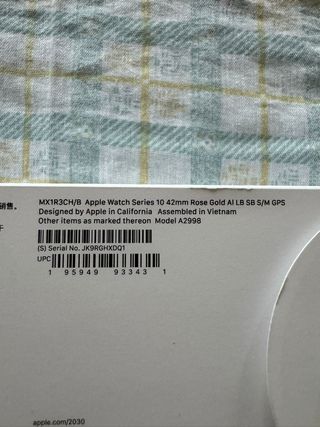 销售。
MX1R3CH/B Apple Watch Series 10 42mm Rose Gold Al LB SB S/M GPS
Designed by Apple in California Assembled in Vietnam
Other items as marked thereon Model A2998
(S) Serial No. JK9RGHXDQ1
UPC
1 95949 93343 1
apple.com/2030